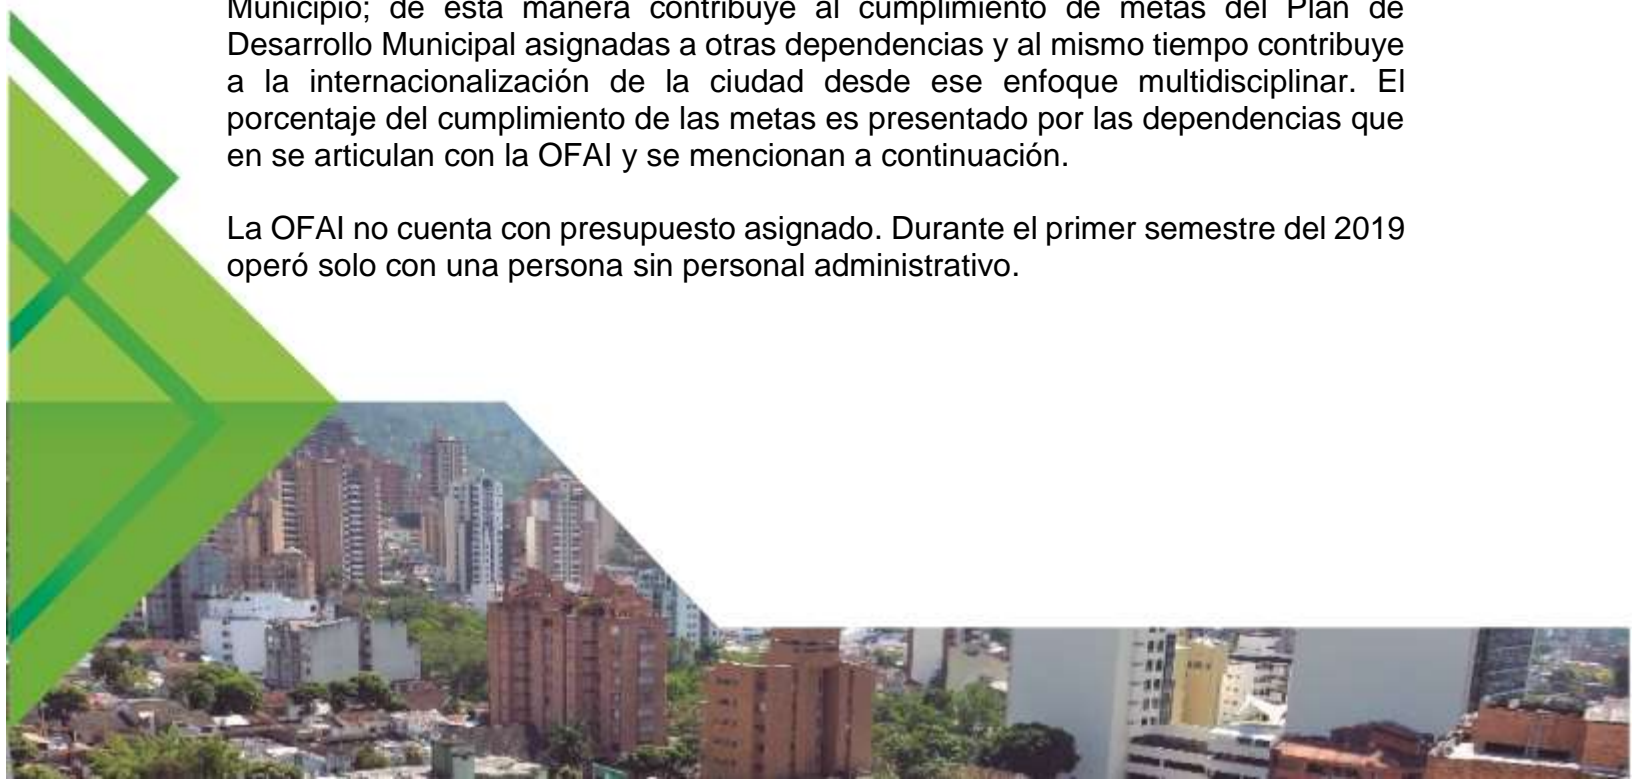 Municipio; de esta manera contribuye al cumplimiento de metas del Plan de
Desarrollo Municipal asignadas a otras dependencias y al mismo tiempo contribuye
a la internacionalización de la ciudad desde ese enfoque multidisciplinar. El
porcentaje del cumplimiento de las metas es presentado por las dependencias que
en se articulan con la OFAI y se mencionan a continuación.
La OFAI no cuenta con presupuesto asignado. Durante el primer semestre del 2019
operó solo con una persona sin personal administrativo.